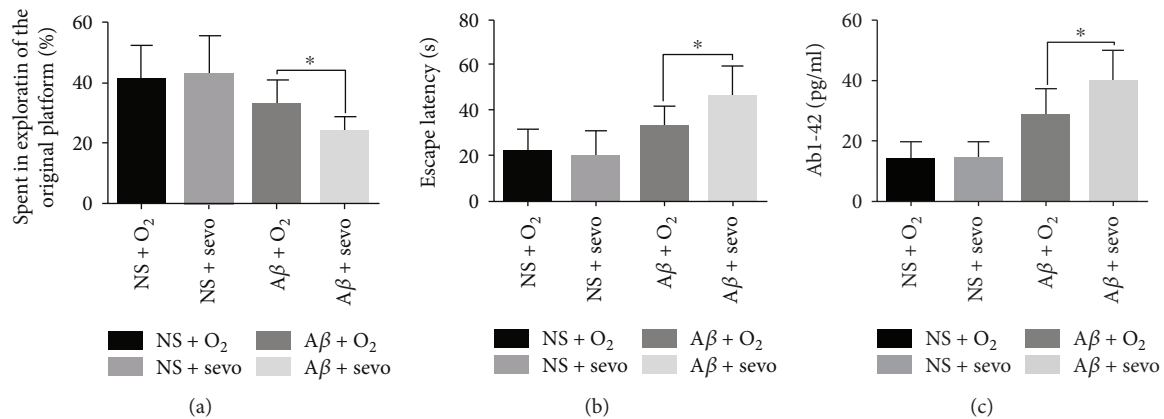 Spent in exploratin of the
original platform (%)
60
40
20
0
*
NS + O₂
NS + sevo
Aβ + O₂
Aβ + sevo
NS + O₂
Aβ + O₂
NS + sevo
Aβ + sevo
(a)
Escape latency (s)
80
60
40
20
0
*
NS + O₂
NS + sevo
Aβ + O₂
Aβ + sevo
NS + O₂
Aβ + O₂
NS + sevo
Aβ + sevo
(b)
Ab1-42 (pg/ml)
60
40
20
0
*
NS + O₂
NS + sevo
Aβ + O₂
Aβ + sevo
NS + O₂
Aβ + O₂
NS + sevo
Aβ + sevo
(c)